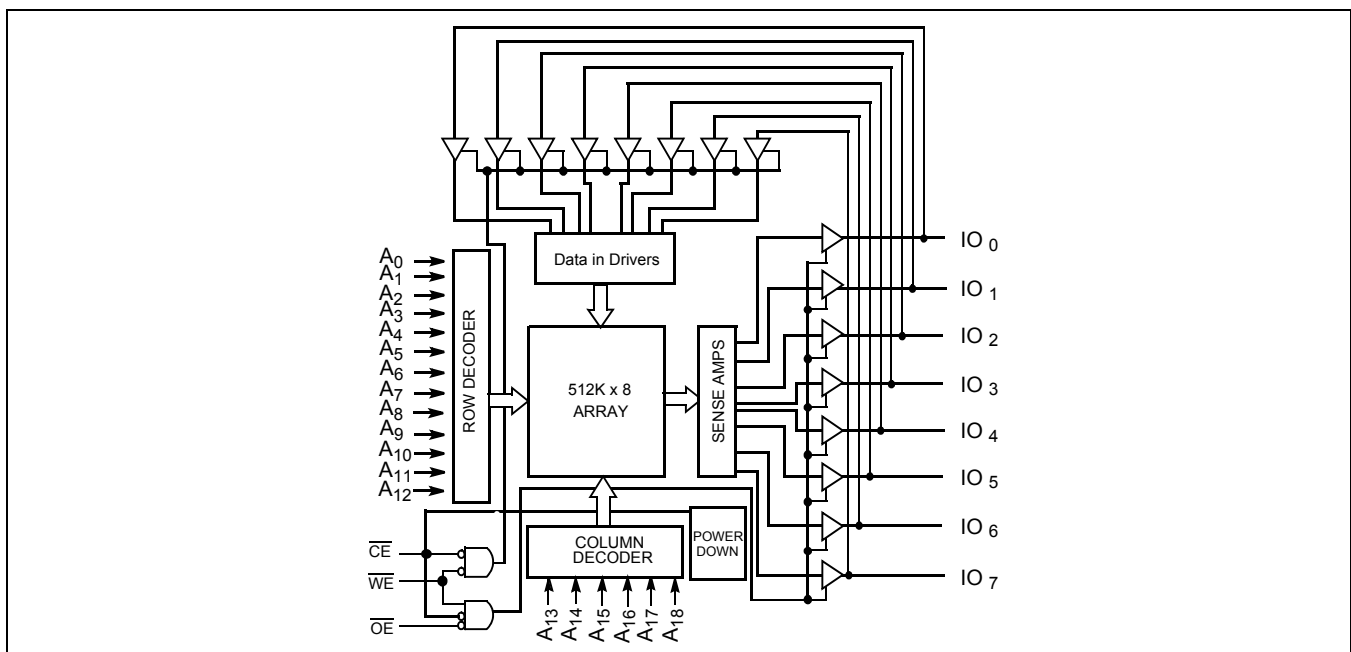 Data in Drivers
A0
A1
A2
A3
A4
A5
A6
A7
A8
A9
A10
A11
A12
ROW DECODER
512K x 8
ARRAY
SENSE AMPS
IO 0
IO 1
IO 2
IO 3
IO 4
IO 5
IO 6
IO 7
COLUMN
DECODER
POWER
DOWN
CE
WE
OE
A13
A14
A15
A16
A17
A18